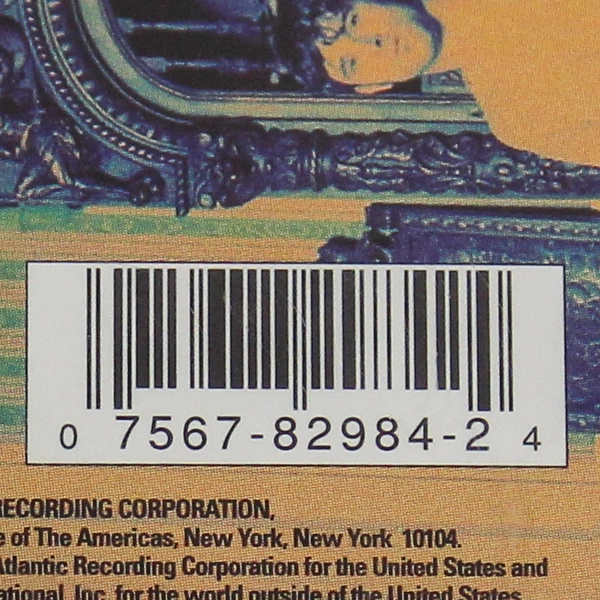 0 7567-82984-2 4
RECORDING CORPORATION,
e of The Americas, New York, New York 10104.
Atlantic Recording Corporation for the United States and
ational, Inc. for the world outside of the United States.